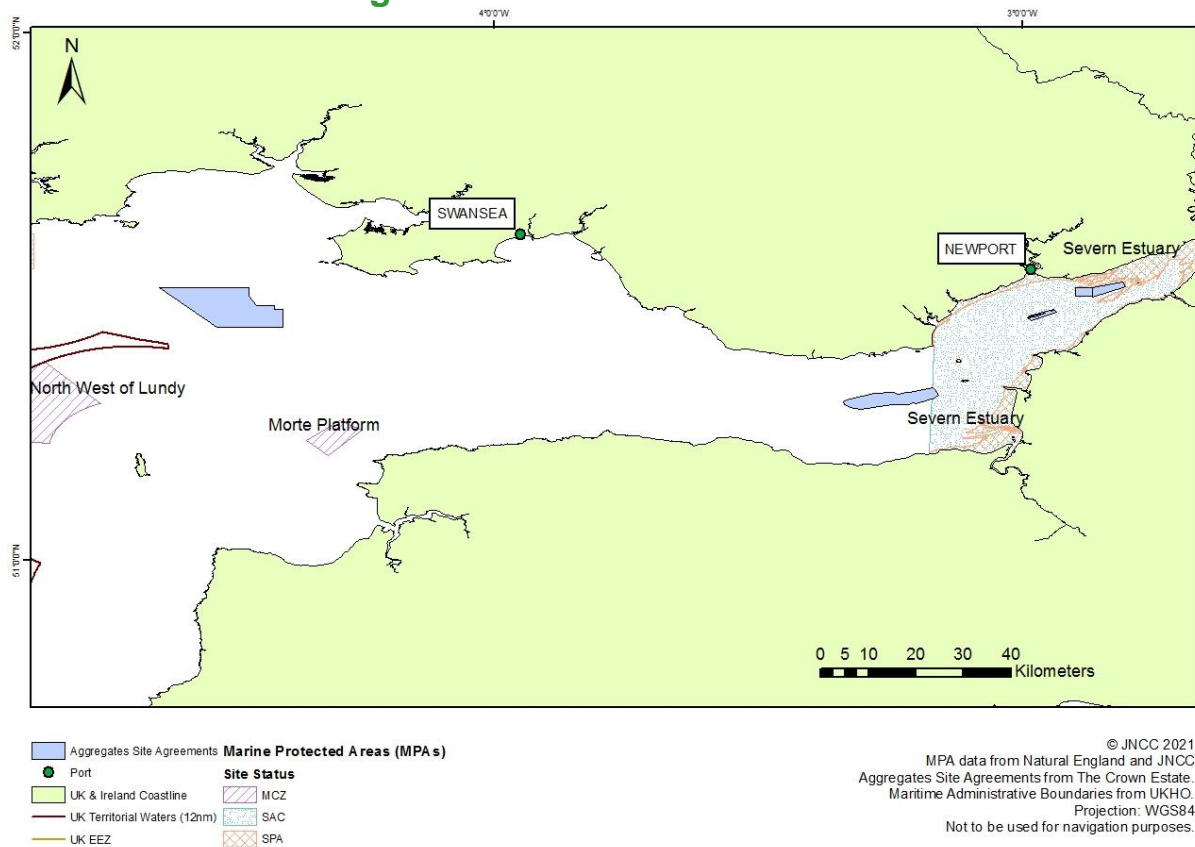 4°0'0"W
3°0'0"W
52°0'0"N
N
SWANSEA
NEWPORT
Severn Estuary
North West of Lundy
Morte Platform
Severn Estuary
51°0'0"N
0 5 10 20 30 40
Kilometers
Aggregates Site Agreements
Port
UK & Ireland Coastline
UK Territorial Waters (12nm)
UK EEZ
Marine Protected Areas (MPAs)
Site Status
MCZ
SAC
SPA
© JNCC 2021
MPA data from Natural England and JNCC
Aggregates Site Agreements from The Crown Estate.
Maritime Administrative Boundaries from UKHO.
Projection: WGS84
Not to be used for navigation purposes.